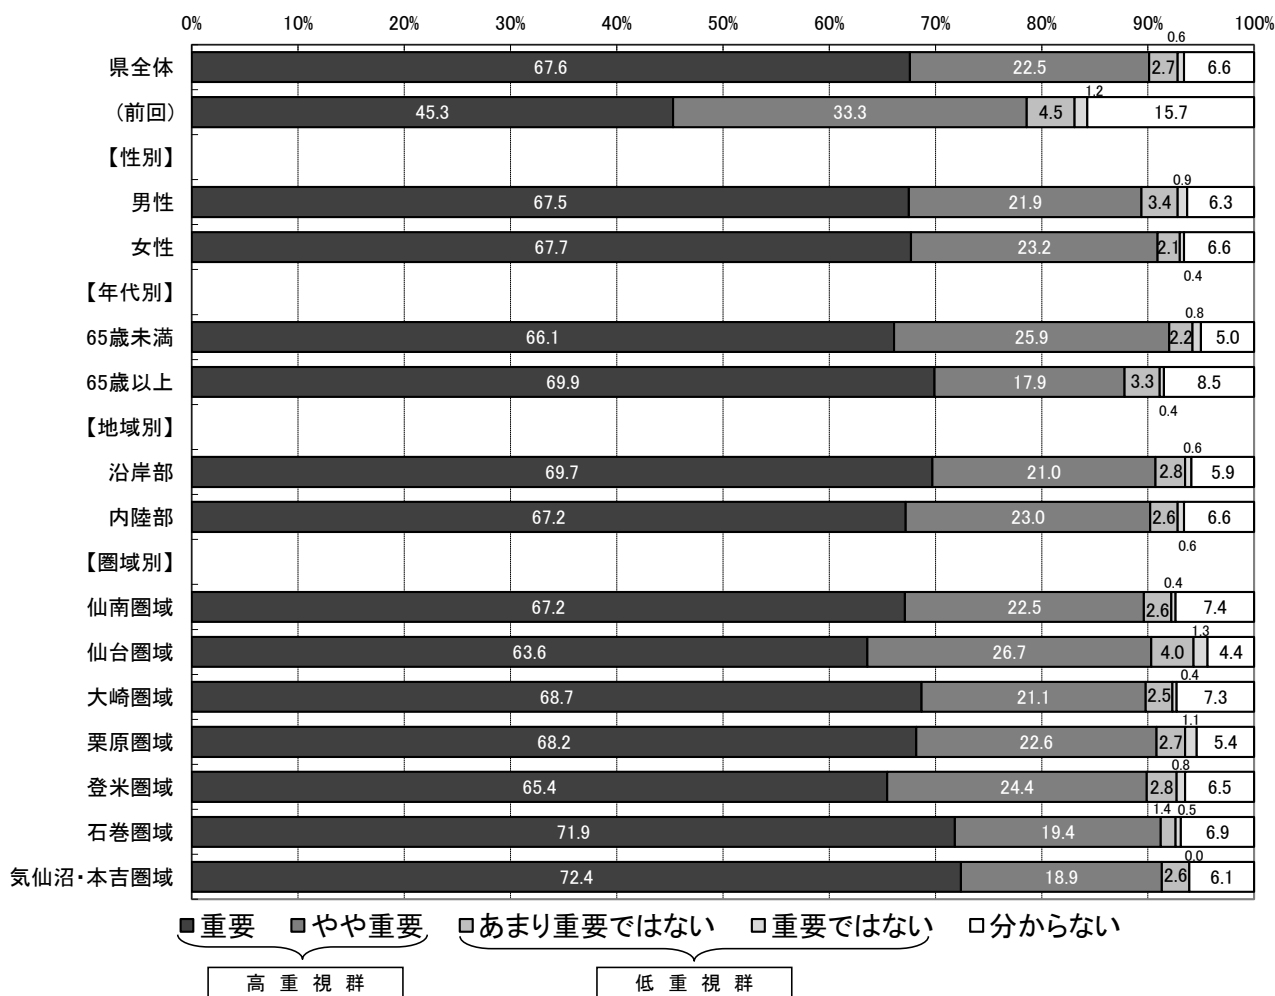 0% 10% 20% 30% 40% 50% 60% 70% 80% 90% 100%
0.6
県全体 67.6 22.5 2.7 6.6
1.2
(前回) 45.3 33.3 4.5 15.7
【性別】
0.9
男性 67.5 21.9 3.4 6.3
女性 67.7 23.2 2.1 6.6
0.4
【年代別】
0.8
65歳未満 66.1 25.9 2.2 5.0
65歳以上 69.9 17.9 3.3 8.5
0.4
【地域別】
0.6
沿岸部 69.7 21.0 2.8 5.9
内陸部 67.2 23.0 2.6 6.6
0.6
【圏域別】
0.4
仙南圏域 67.2 22.5 2.6 7.4
1.3
仙台圏域 63.6 26.7 4.0 4.4
0.4
大崎圏域 68.7 21.1 2.5 7.3
1.1
栗原圏域 68.2 22.6 2.7 5.4
0.8
登米圏域 65.4 24.4 2.8 6.5
1.4 0.5
石巻圏域 71.9 19.4 6.9
0.0
気仙沼・本吉圏域 72.4 18.9 2.6 6.1
重要 やや重要 あまり重要ではない 重要ではない 分からない
高重視群 低重視群